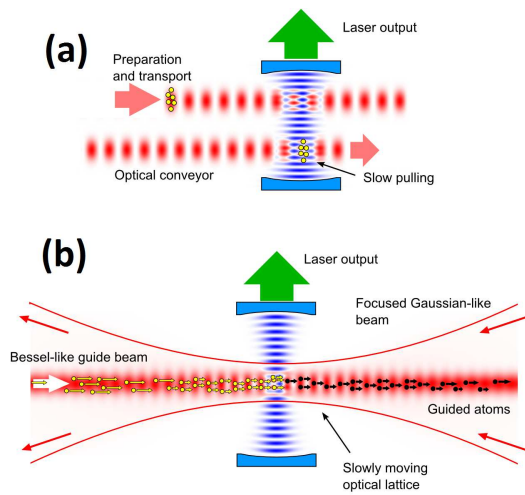 (a)
Laser output
Preparation
and transport
Optical conveyor
Slow pulling
(b)
Laser output
Focused Gaussian-like
beam
Bessel-like guide beam
Guided atoms
Slowly moving
optical lattice